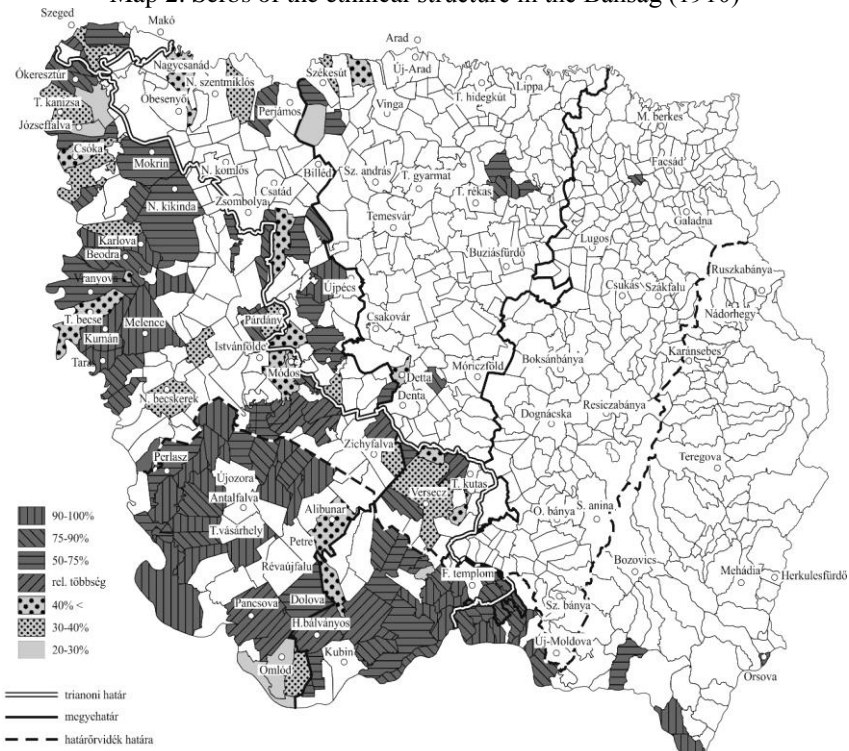 Map 2: Serbs of the ethnical structure in the Bánság (1910)
Szeged
Makó
Arad
Ókeresztúr
Nagycsanád
N. szentmiklós
Székesút
Új-Arad
T. kanizsa
Óbesenyő
Perjámos
Vinga
T. hidegkút
Lippa
Józseffalva
M. berkes
Csóka
Mokrin
N. komlós
Billéd
Sz. andrás
T. gyarmat
Facsád
Csatád
T. rékas
N. kikinda
Zsombolya
Temesvár
Galadna
Karlova
Buziásfürdő
Lugos
Beodra
Ruszkabánya
Vranyova
Újpécs
Csukás
Szákfalu
T. becse
Melence
Párdány
Csakovár
Nádorhegy
Kumán
Istvánfölde
Taras
Módos
Móriczföld
Boksánbánya
Karánsebes
N. becskerek
Detta
Denta
Dognácska
Resiczabánya
Zichyfalva
Teregova
Perlasz
Újozora
Versecz
T. kutas
Antalfalva
Alibunar
O. bánya
S. anina
T.vásárhely
Petre
Bozovics
Révaújfalu
F. templom
Mehádia
Herkulesfürdő
Pancsova
Dolova
Sz. bánya
H.bálványos
Új-Moldova
Kubin
Omlód
Orsova
90-100%
75-90%
50-75%
rel. többség
40% <
30-40%
20-30%
trianoni határ
megyehatár
határőrvidék határa